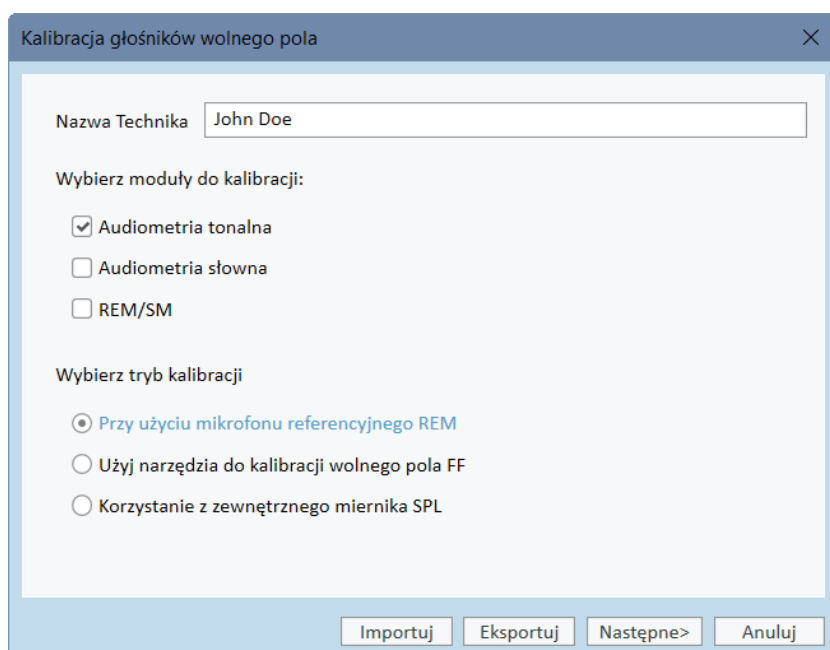 Kalibracja głośników wolnego pola
Nazwa Technika John Doe
Wybierz moduły do kalibracji:
Audiometria tonalna
Audiometria słowna
REM/SM
Wybierz tryb kalibracji
Przy użyciu mikrofonu referencyjnego REM
Użyj narzędzia do kalibracji wolnego pola FF
Korzystanie z zewnętrznego miernika SPL
Importuj Eksportuj Następne> Anuluj